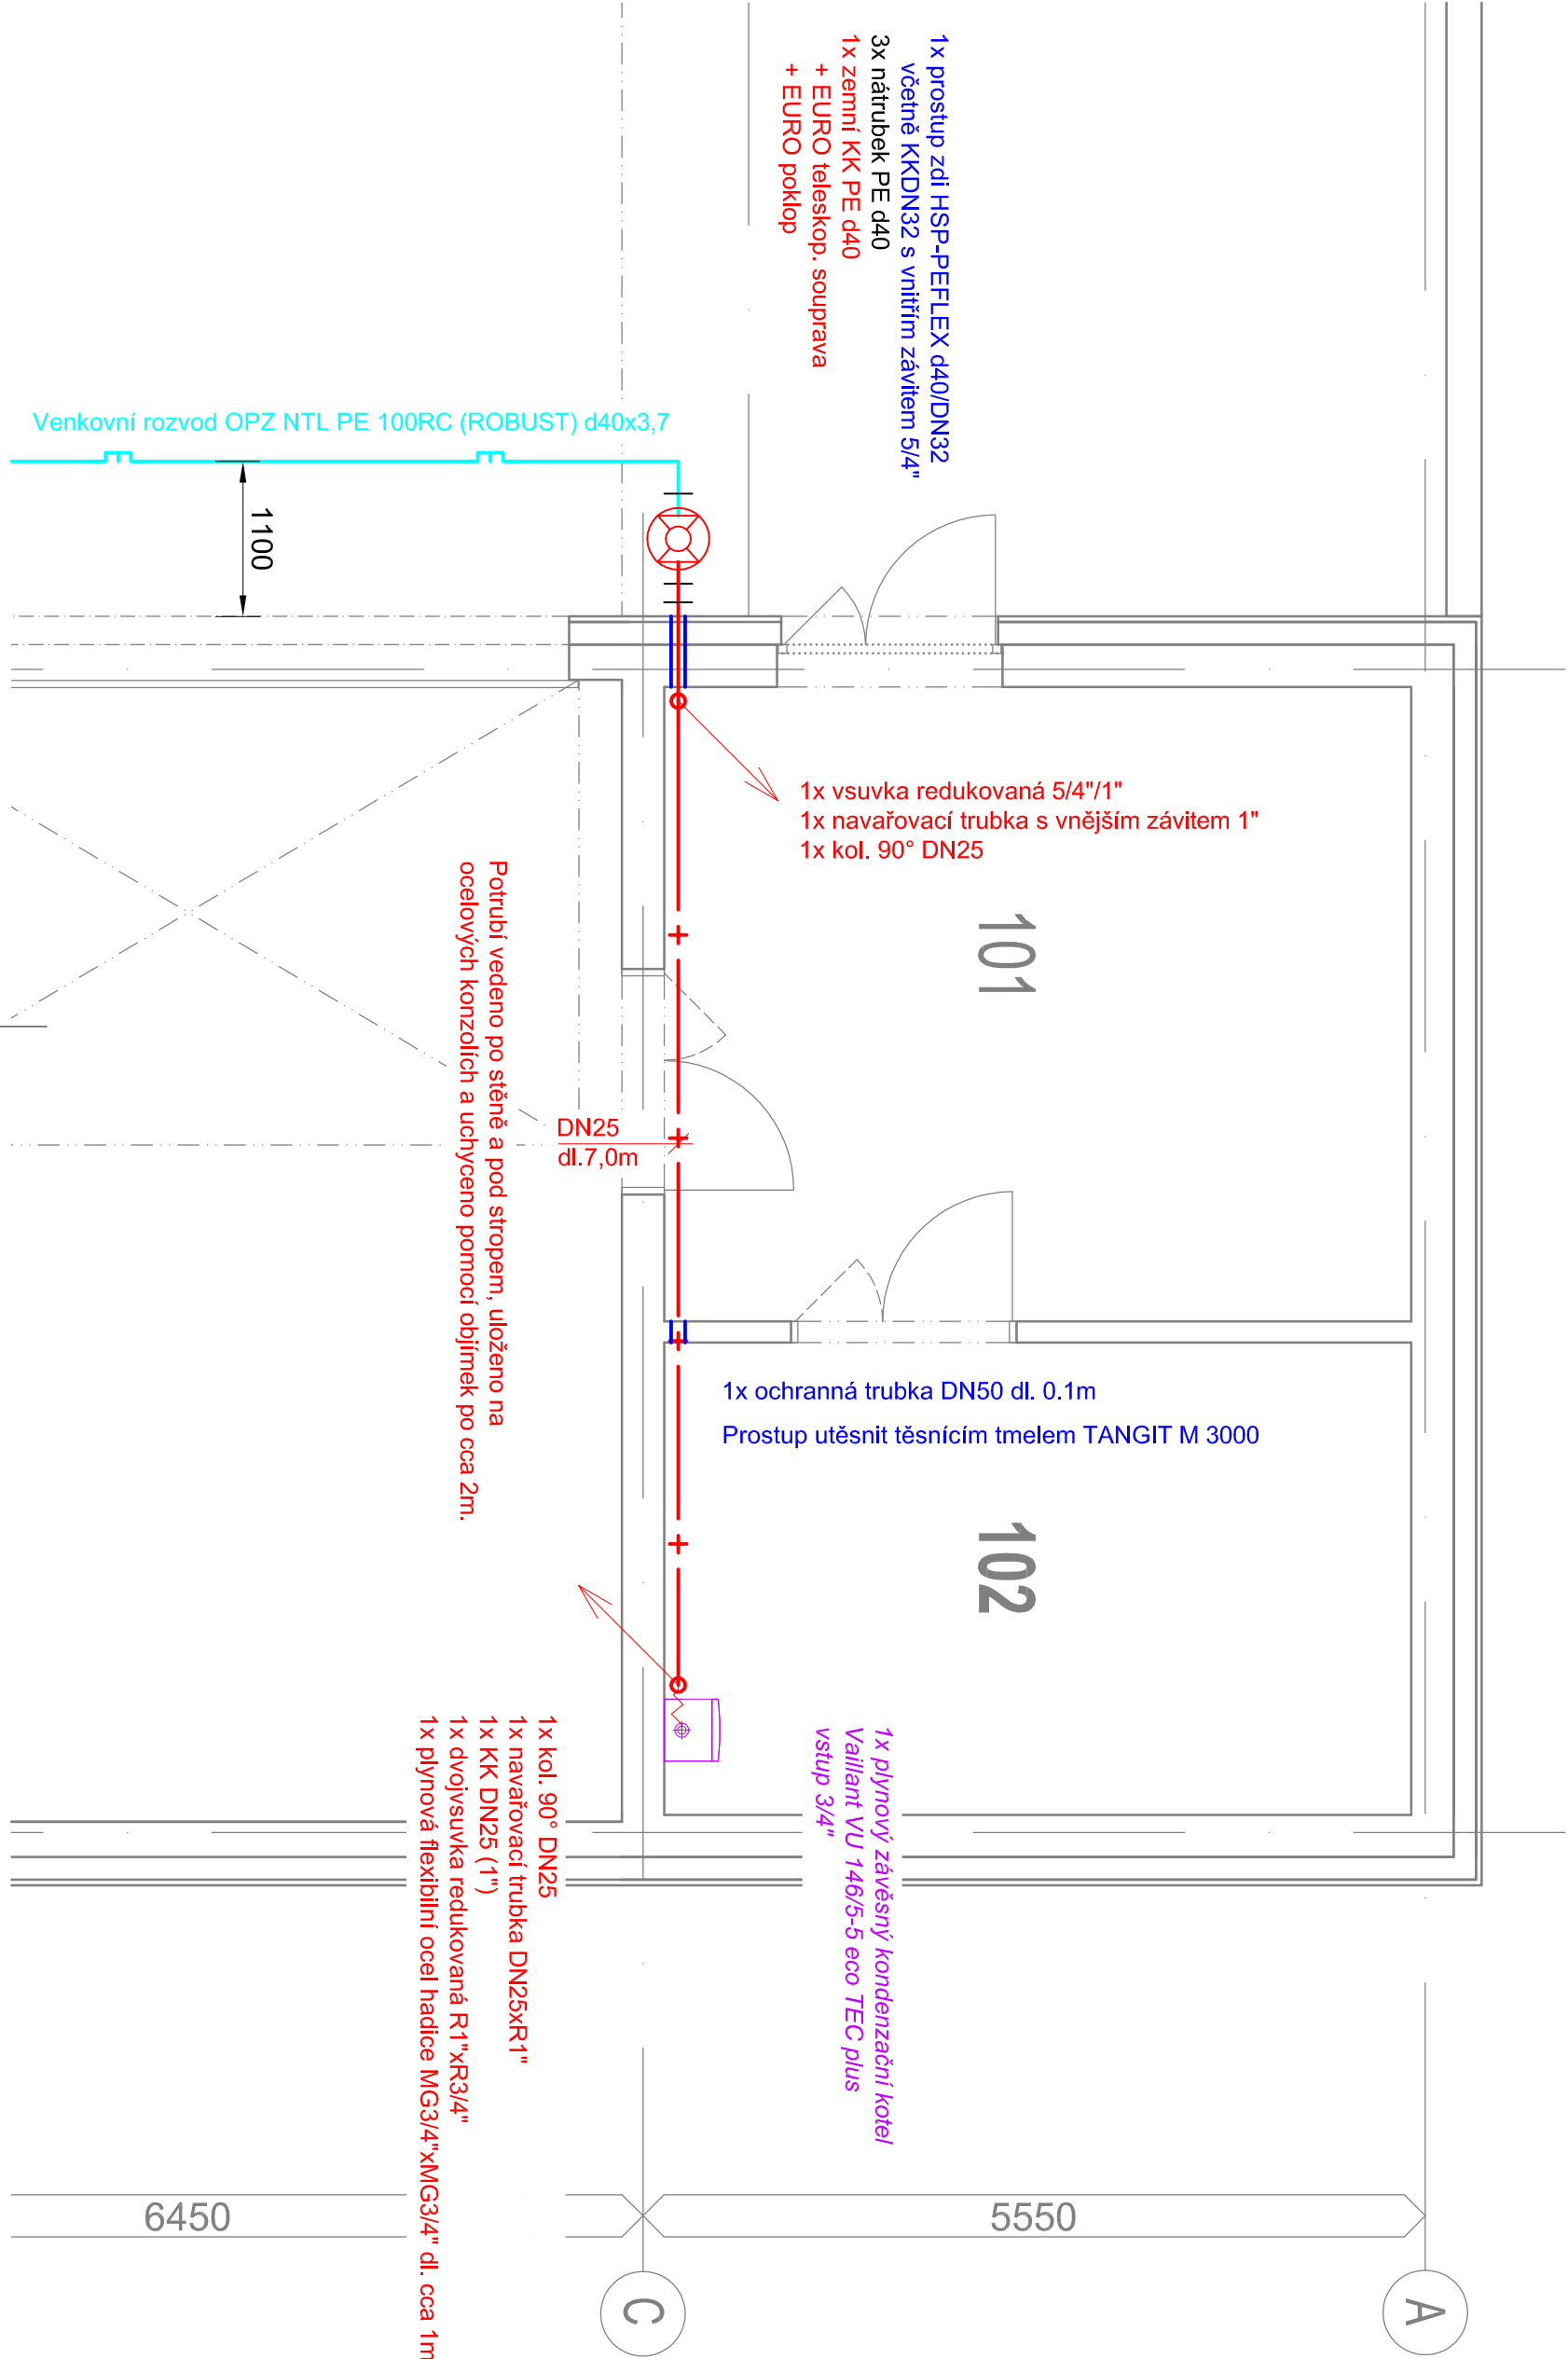 1x prostup zdi HSP-PEFLEX d40/DN32
včetně KKDN32 s vnitřím závitem 5/4"
3x nátrubek PE d40
1x zemní KK PE d40
+ EURO teleskop. souprava
+ EURO poklop
Venkovní rozvod OPZ NTL PE 100RC (ROBUST) d40x3,7
1100
1x vsuvka redukovaná 5/4"/1"
1x navařovací trubka s vnějším závitem 1"
1x kol. 90° DN25
101
Potrubí vedeno po stěně a pod stropem, uloženo na
ocelových konzolích a uchyceno pomocí objímek po cca 2m.
DN25
dl.7,0m
1x ochranná trubka DN50 dl. 0.1m
Prostup utěsnit těsnícím tmelem TANGIT M 3000
102
1x plynový závěsný kondenzační kotel
Vaillant VU 146/5-5 eco TEC plus
vstup 3/4"
1x kol. 90° DN25
1x navařovací trubka DN25xR1"
1x KK DN25 (1")
1x dvojvsuvka redukovaná R1"xR3/4"
1x plynová flexibilní ocel hadice MG3/4"xMG3/4" dl. cca 1m
6450
5550
C
A